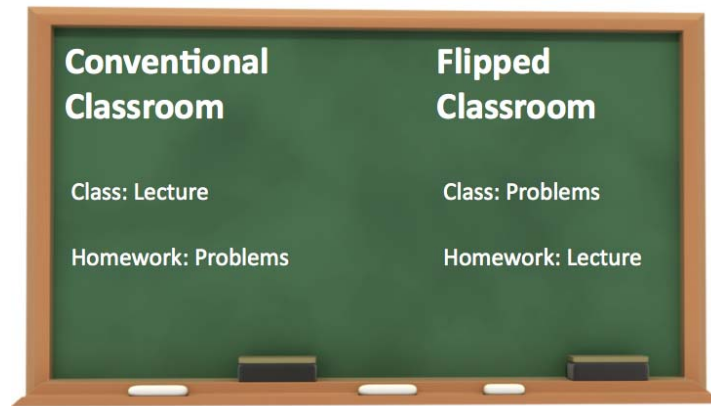 Conventional
Classroom
Class: Lecture
Homework: Problems
Flipped
Classroom
Class: Problems
Homework: Lecture